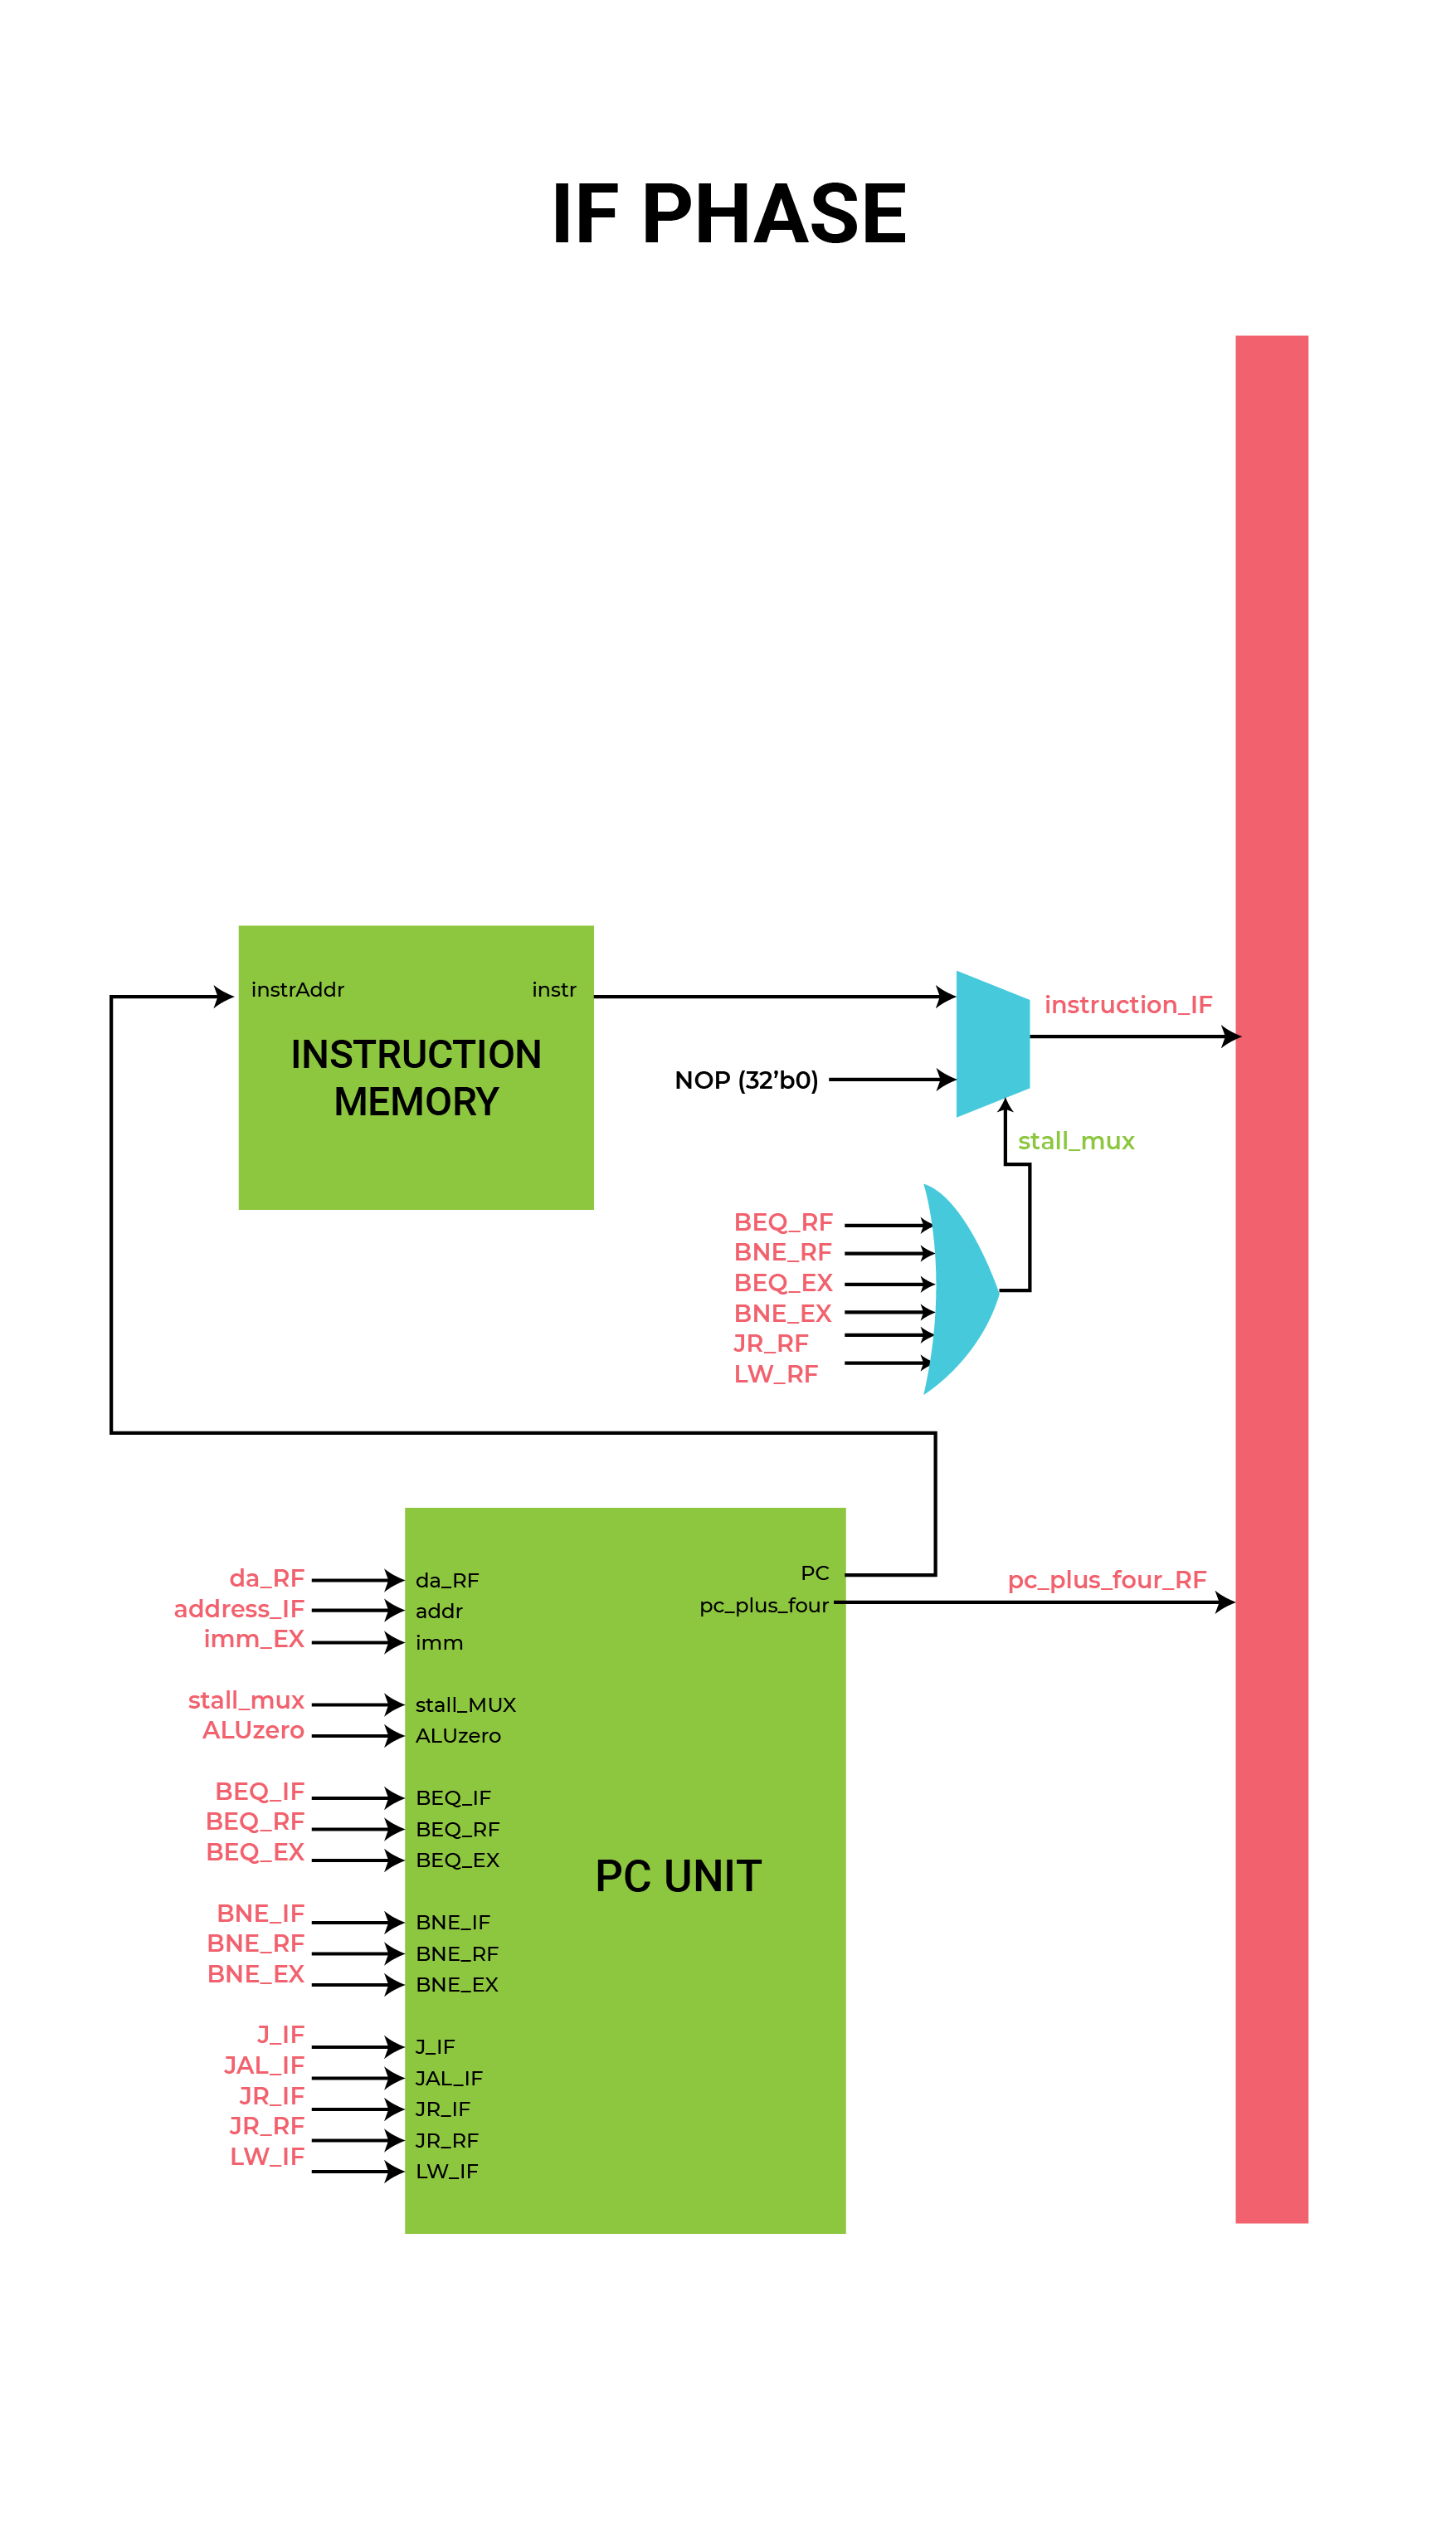 IF PHASE
instrAddr
instr
INSTRUCTION
MEMORY
instruction_IF
NOP (32’b0)
stall_mux
BEQ_RF
BNE_RF
BEQ_EX
BNE_EX
JR_RF
LW_RF
da_RF
address_IF
imm_EX
stall_mux
ALUzero
BEQ_IF
BEQ_RF
BEQ_EX
BNE_IF
BNE_RF
BNE_EX
J_IF
JAL_IF
JR_IF
JR_RF
LW_IF
da_RF
addr
imm
stall_MUX
ALUzero
BEQ_IF
BEQ_RF
BEQ_EX
BNE_IF
BNE_RF
BNE_EX
J_IF
JAL_IF
JR_IF
JR_RF
LW_IF
PC
pc_plus_four
PC UNIT
pc_plus_four_RF